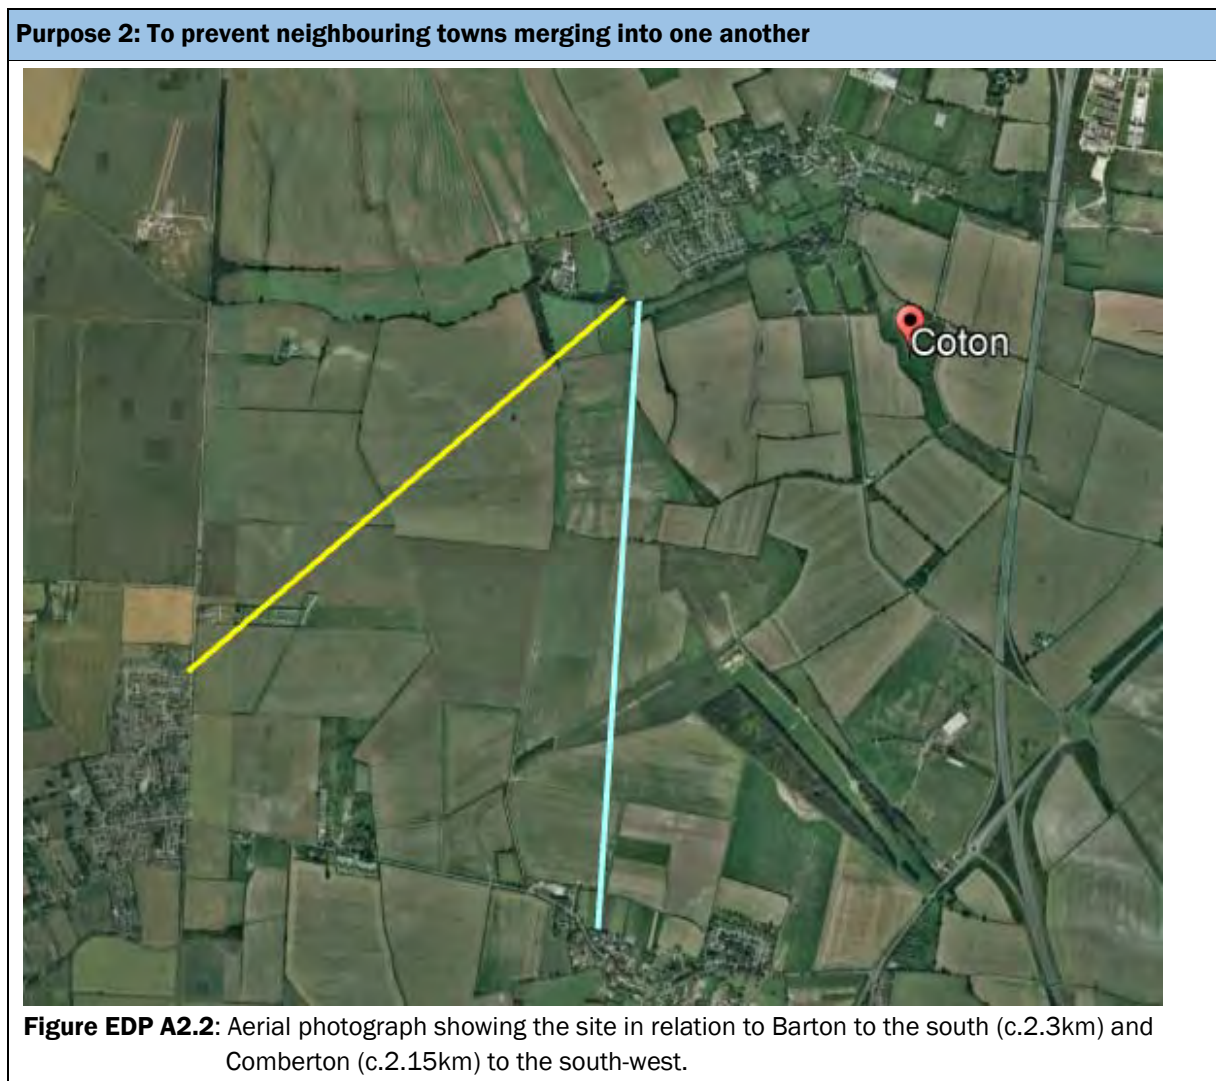 Purpose 2: To prevent neighbouring towns merging into one another
Coton
Figure EDP A2.2: Aerial photograph showing the site in relation to Barton to the south (c.2.3km) and
Comberton (c.2.15km) to the south-west.